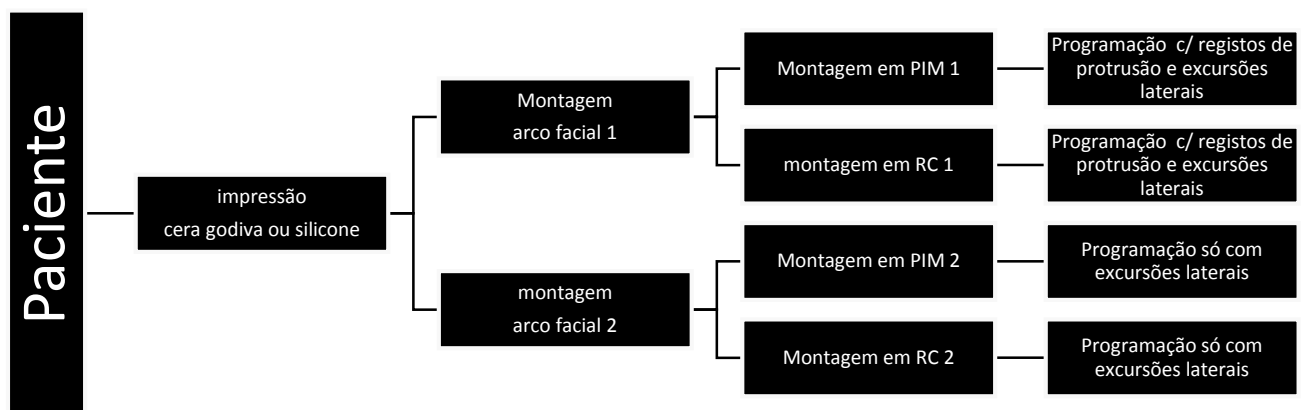 Paciente
impressão
cera godiva ou silicone
Montagem
arco facial 1
Montagem em PIM 1
Programação c/ registos de
protrusão e excursões
laterais
montagem em RC 1
Programação c/ registos de
protrusão e excursões
laterais
montagem
arco facial 2
Montagem em PIM 2
Programação só com
excursões laterais
Montagem em RC 2
Programação só com
excursões laterais